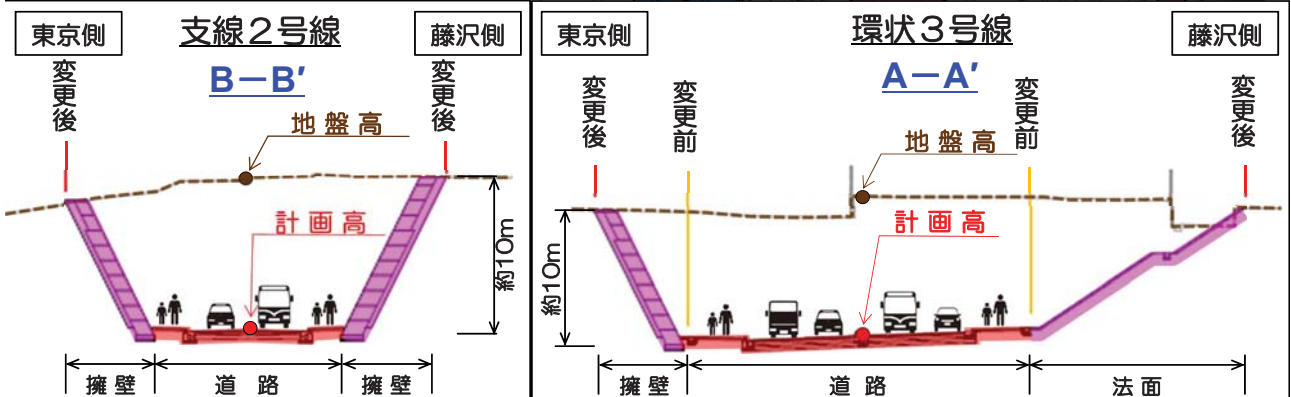 東京側
支線２号線
藤沢側
B－B′
変更後
変更後
地盤高
計画高
約10m
擁壁
道路
擁壁
東京側
環状３号線
藤沢側
A－A′
変更後
変更前
変更前
変更後
地盤高
計画高
約10m
擁壁
道路
法面